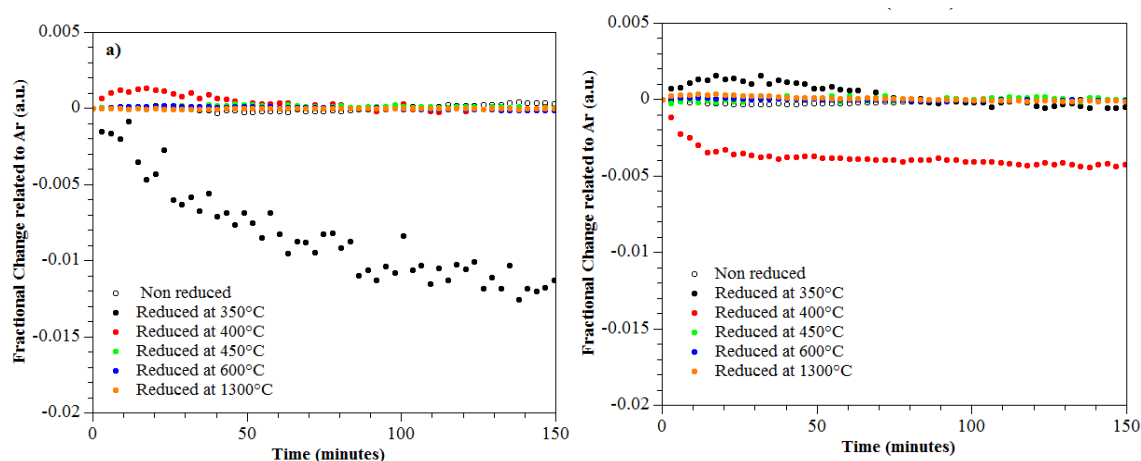 a)
Fractional Change related to Ar (a.u.)
0.005
0
-0.005
-0.01
-0.015
-0.02
Non reduced
Reduced at 350°C
Reduced at 400°C
Reduced at 450°C
Reduced at 600°C
Reduced at 1300°C
0
50
100
150
Time (minutes)
Fractional Change related to Ar (a.u.)
0.005
0
-0.005
-0.01
-0.015
-0.02
Non reduced
Reduced at 350°C
Reduced at 400°C
Reduced at 450°C
Reduced at 600°C
Reduced at 1300°C
0
50
100
150
Time (minutes)